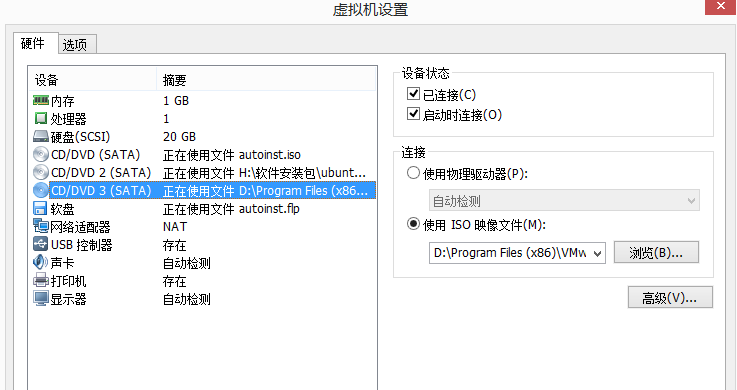 虚拟机设置
硬件 选项
设备 摘要
内存 1 GB
处理器 1
硬盘(SCSI) 20 GB
CD/DVD (SATA) 正在使用文件 autoinst.iso
CD/DVD 2 (SATA) 正在使用文件 H:\软件安装包\ubunt...
CD/DVD 3 (SATA) 正在使用文件 D:\Program Files (x86...
软盘 正在使用文件 autoinst.flp
网络适配器 NAT
USB 控制器 存在
声卡 自动检测
打印机 存在
显示器 自动检测
设备状态
已连接(C)
启动时连接(O)
连接
使用物理驱动器(P):
自动检测
使用 ISO 映像文件(M):
D:\Program Files (x86)\VMw
浏览(B)...
高级(V)...